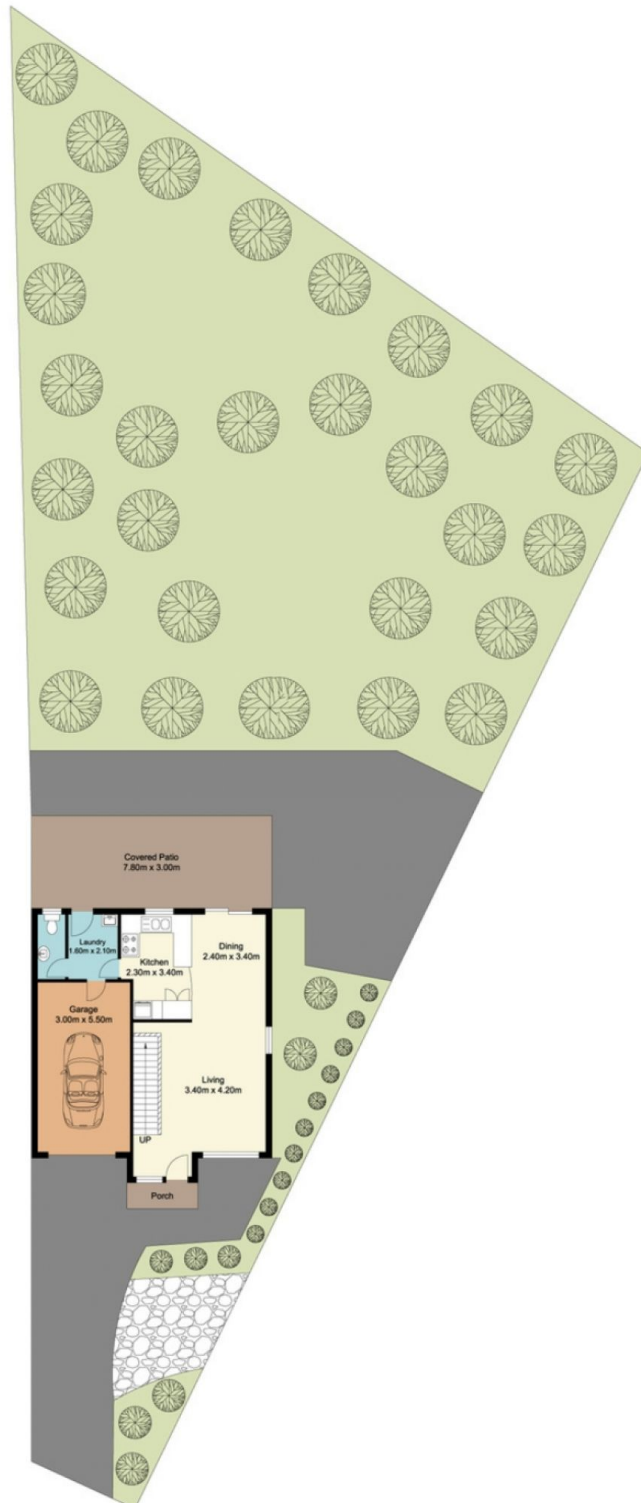 Covered Patio
7.80m x 3.00m
Laundry
1.60m x 2.10m
Kitchen
2.30m x 3.40m
Dining
2.40m x 3.40m
Garage
3.00m x 5.50m
Living
3.40m x 4.20m
UP
Porch